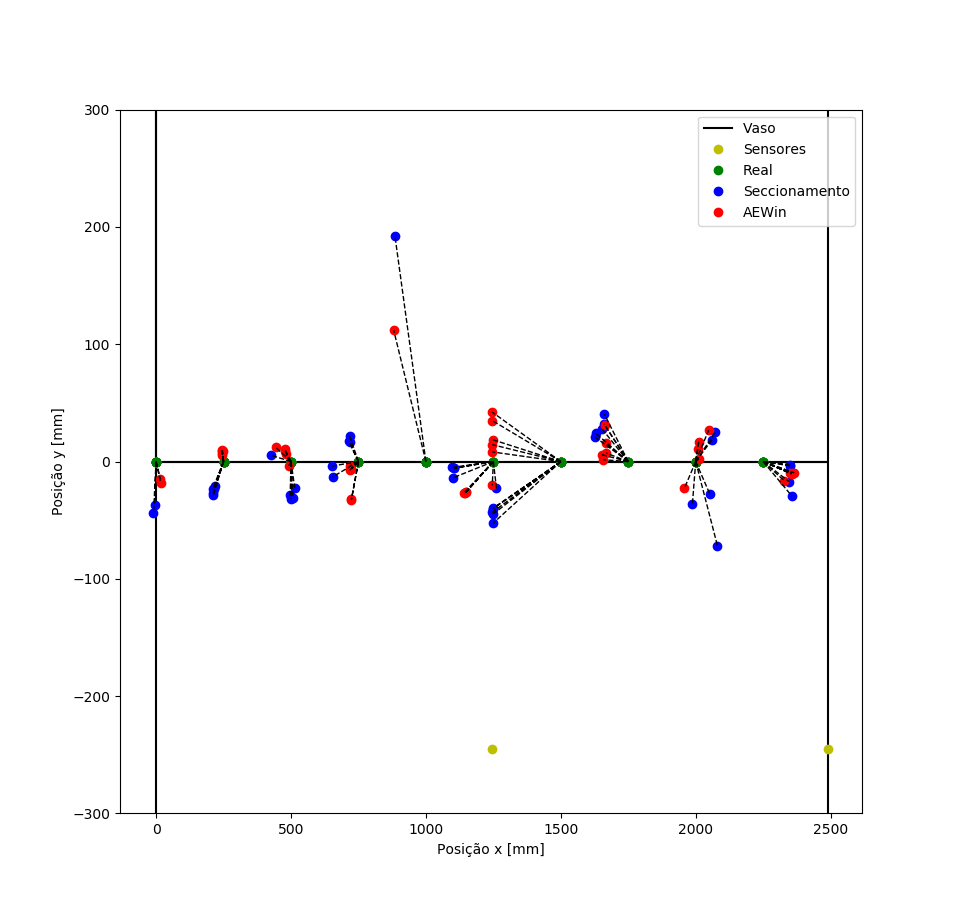 300
200
100
0
−100
−200
−300
Posição y [mm]
Vaso
Sensores
Real
Seccionamento
AEWin
0 500 1000 1500 2000 2500
Posição x [mm]